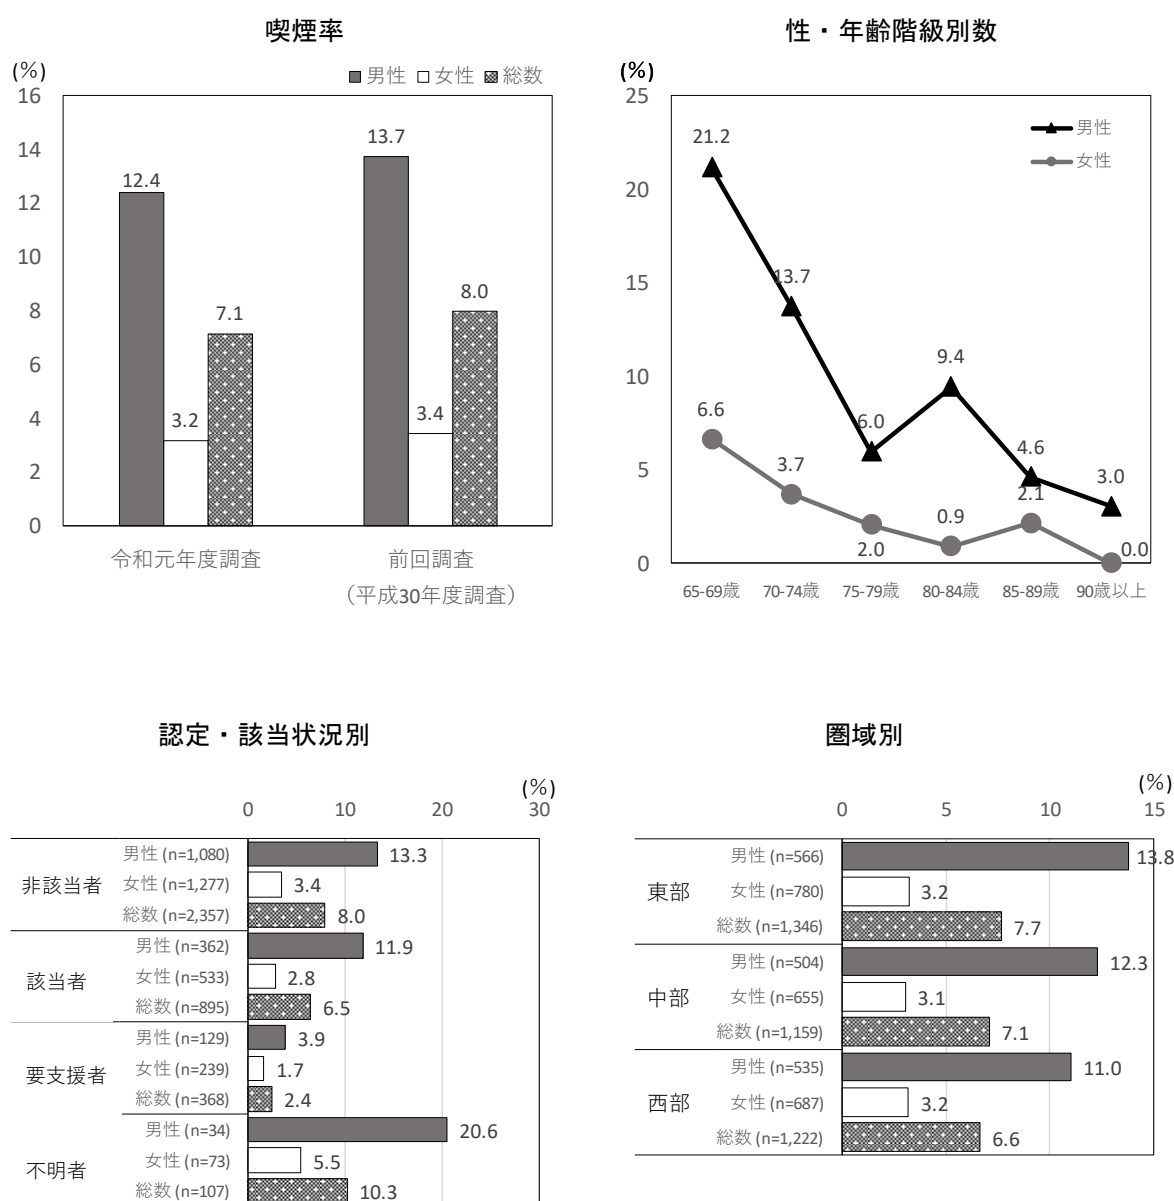 喫煙率
(%)
男性 女性 総数
16
14
12
10
8
6
4
2
0
12.4
3.2
7.1
13.7
3.4
8.0
令和元年度調査
前回調査
（平成30年度調査）
性・年齢階級別数
(%)
男性
女性
25
20
15
10
5
0
21.2
13.7
6.0
9.4
4.6
3.0
6.6
3.7
2.0
0.9
2.1
0.0
65-69歳 70-74歳 75-79歳 80-84歳 85-89歳 90歳以上
認定・該当状況別
(%)
0 10 20 30
非該当者
男性 (n=1,080) 13.3
女性 (n=1,277) 3.4
総数 (n=2,357) 8.0
該当者
男性 (n=362) 11.9
女性 (n=533) 2.8
総数 (n=895) 6.5
要支援者
男性 (n=129) 3.9
女性 (n=239) 1.7
総数 (n=368) 2.4
不明者
男性 (n=34) 20.6
女性 (n=73) 5.5
総数 (n=107) 10.3
圏域別
(%)
0 5 10 15
東部
男性 (n=566) 13.8
女性 (n=780) 3.2
総数 (n=1,346) 7.7
中部
男性 (n=504) 12.3
女性 (n=655) 3.1
総数 (n=1,159) 7.1
西部
男性 (n=535) 11.0
女性 (n=687) 3.2
総数 (n=1,222) 6.6